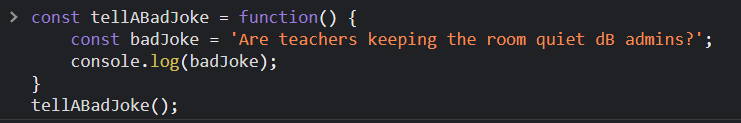 > const tellABadJoke = function() {
const badJoke = 'Are teachers keeping the room quiet dB admins?';
console.log(badJoke);
}
tellABadJoke();